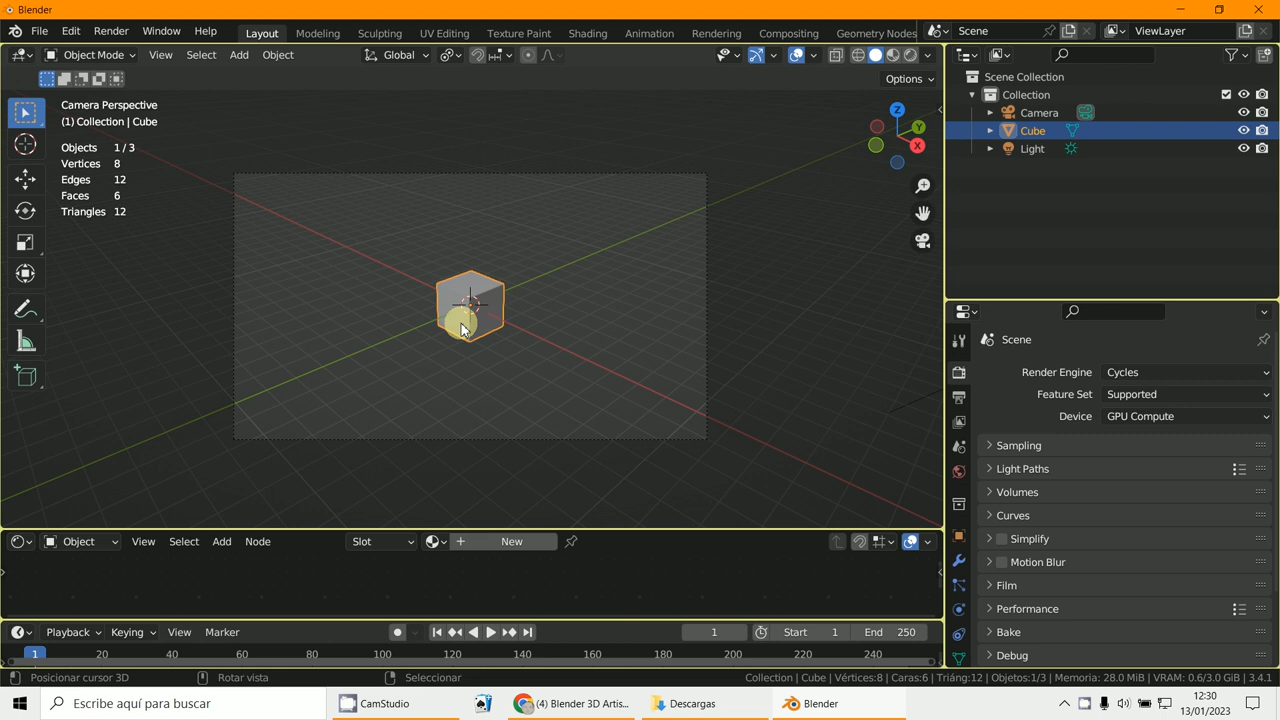 Blender
File Edit Render Window Help Layout Modeling Sculpting UV Editing Texture Paint Shading Animation Rendering Compositing Geometry Nodes Scene ViewLayer
Object Mode View Select Add Object Global
Options
Camera Perspective
(1) Collection | Cube
Objects 1 / 3
Vertices 8
Edges 12
Faces 6
Triangles 12
Z
Y
X
Scene Collection
Collection
Camera
Cube
Light
Scene
Render Engine Cycles
Feature Set Supported
Device GPU Compute
Sampling
Light Paths
Volumes
Curves
Simplify
Motion Blur
Film
Performance
Bake
Debug
Object View Select Add Node Slot New
Playback Keying View Marker 1 Start 1 End 250
1 20 40 60 80 100 120 140 160 180 200 220 240
Posicionar cursor 3D Rotar vista Seleccionar Collection | Cube | Vértices:8 | Caras:6 | Triáng:12 | Objetos:1/3 | Memoria: 28.0 MiB | VRAM: 0.6/3.0 GiB | 3.4.1
Escribe aquí para buscar CamStudio (4) Blender 3D Artis... Descargas Blender 12:30
13/01/2023